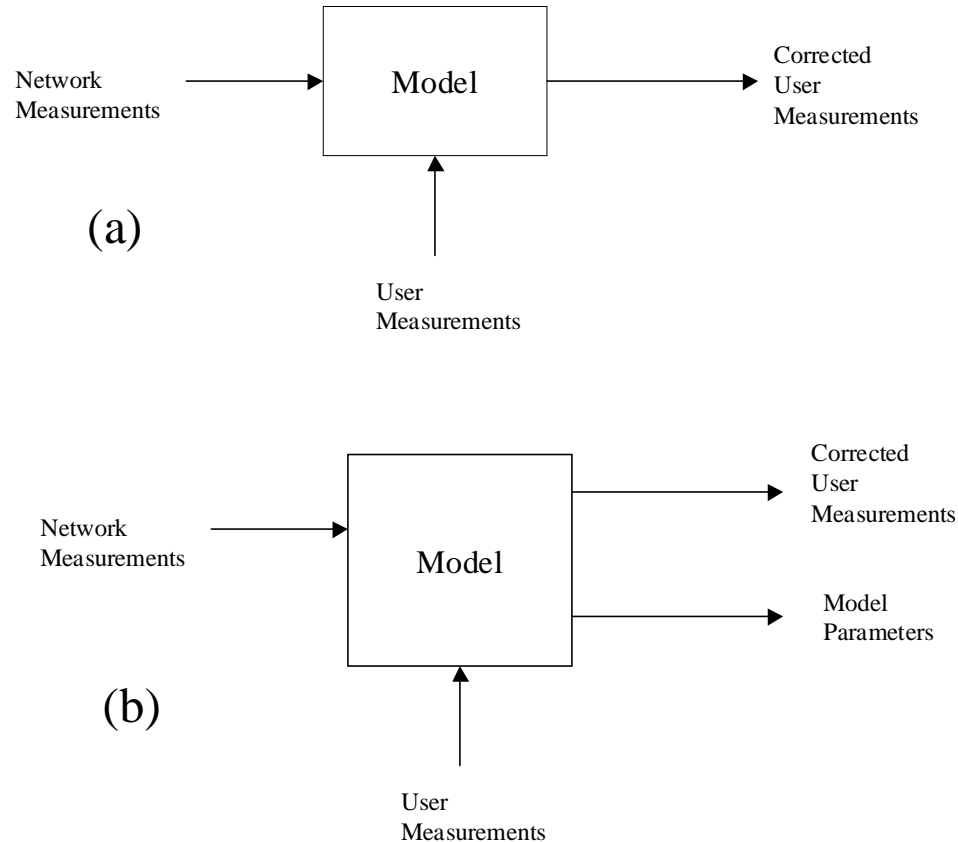 Network
Measurements
Model
Corrected
User
Measurements
(a)
User
Measurements
Corrected
User
Measurements
Network
Measurements
Model
Model
Parameters
(b)
User
Measurements